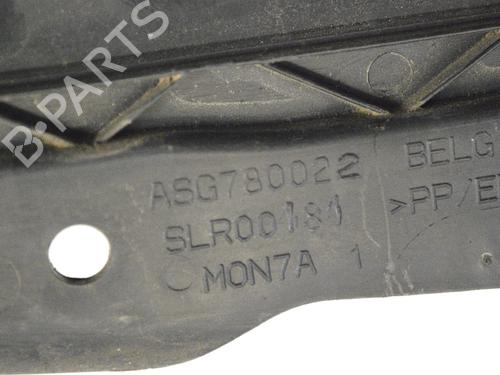 B-PARTS
ASG780022 BELG
SLR00181 >PP/E
MON7A 1